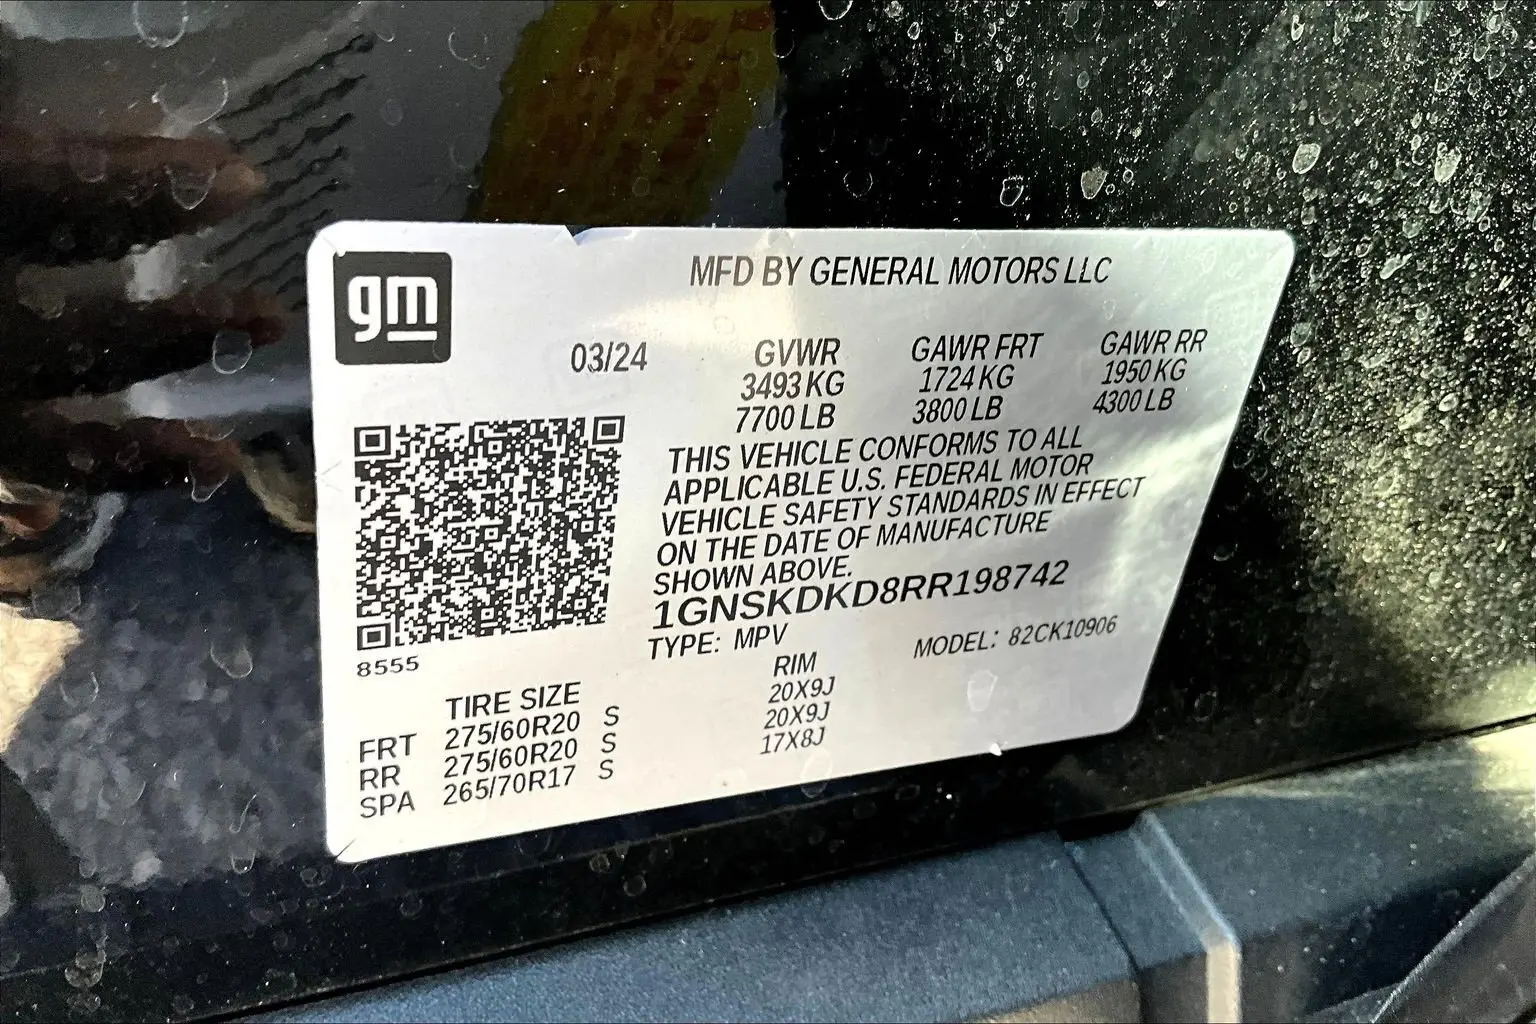 gm
MFD BY GENERAL MOTORS LLC
03/24 GVWR GAWR FRT GAWR RR
3493 KG 1724 KG 1950 KG
7700 LB 3800 LB 4300 LB
THIS VEHICLE CONFORMS TO ALL
APPLICABLE U.S. FEDERAL MOTOR
VEHICLE SAFETY STANDARDS IN EFFECT
ON THE DATE OF MANUFACTURE
SHOWN ABOVE.
1GNSKDKD8RR198742
TYPE: MPV MODEL: 82CK10906
8555
TIRE SIZE RIM
FRT 275/60R20 S 20X9J
RR 275/60R20 S 20X9J
SPA 265/70R17 S 17X8J